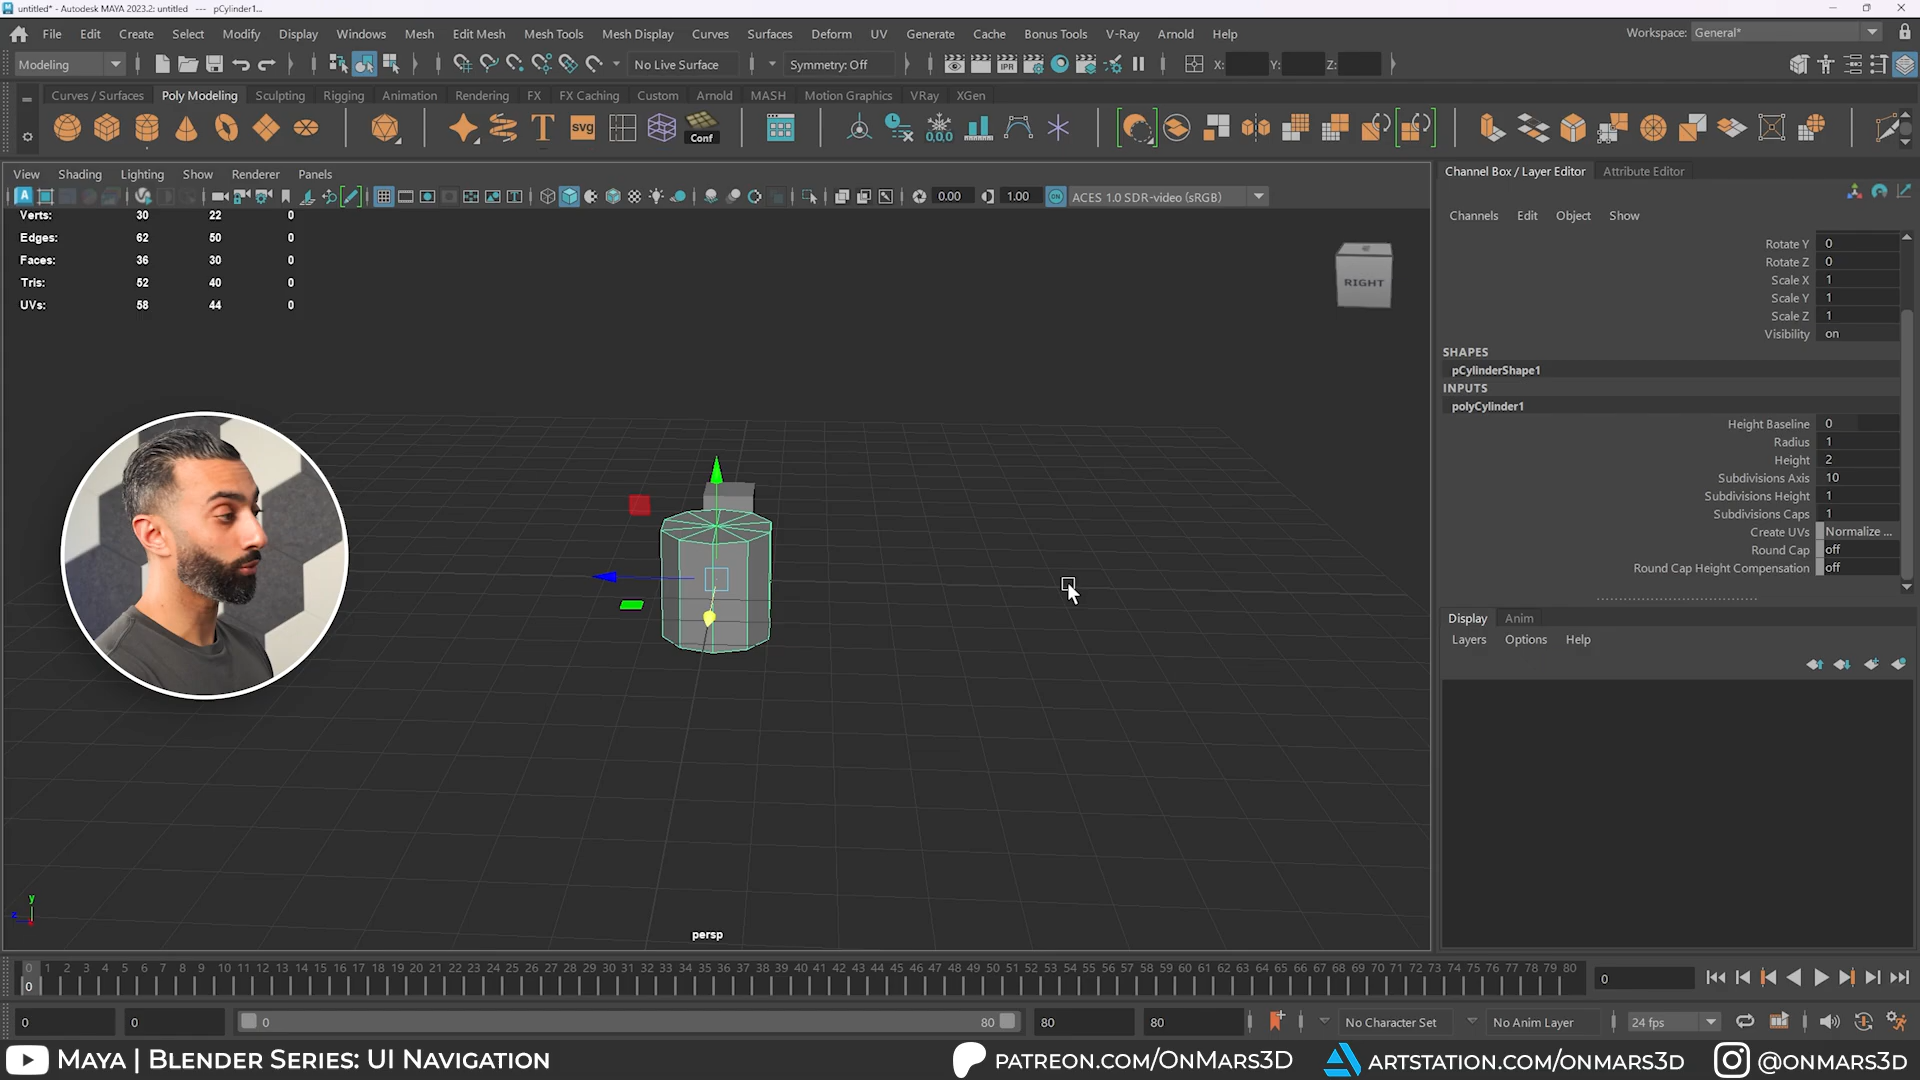 untitled* - Autodesk MAYA 2023.2: untitled --- pCylinder1...
File Edit Create Select Modify Display Windows Mesh Edit Mesh Mesh Tools Mesh Display Curves Surfaces Deform UV Generate Cache Bonus Tools V-Ray Arnold Help
Workspace: General*
Modeling
No Live Surface
Symmetry: Off
X: Y: Z:
Curves / Surfaces Poly Modeling Sculpting Rigging Animation Rendering FX FX Caching Custom Arnold MASH Motion Graphics VRay XGen
T svg Conf 0,0,0
View Shading Lighting Show Renderer Panels
0.00 1.00 ON ACES 1.0 SDR-video (sRGB)
Verts: 30 22 0
Edges: 62 50 0
Faces: 36 30 0
Tris: 52 40 0
UVs: 58 44 0
RIGHT
y
z
persp
Channel Box / Layer Editor Attribute Editor
Channels Edit Object Show
Rotate Y 0
Rotate Z 0
Scale X 1
Scale Y 1
Scale Z 1
Visibility on
SHAPES
pCylinderShape1
INPUTS
polyCylinder1
Height Baseline 0
Radius 1
Height 2
Subdivisions Axis 10
Subdivisions Height 1
Subdivisions Caps 1
Create UVs Normalize ...
Round Cap off
Round Cap Height Compensation off
Display Anim
Layers Options Help
0 1 2 3 4 5 6 7 8 9 10 11 12 13 14 15 16 17 18 19 20 21 22 23 24 25 26 27 28 29 30 31 32 33 34 35 36 37 38 39 40 41 42 43 44 45 46 47 48 49 50 51 52 53 54 55 56 57 58 59 60 61 62 63 64 65 66 67 68 69 70 71 72 73 74 75 76 77 78 79 80
0
0
0 0 0 80 80 80 No Character Set No Anim Layer 24 fps
Maya | Blender Series: UI Navigation
patreon.com/OnMars3D
artstation.com/onmars3D
@onmars3D